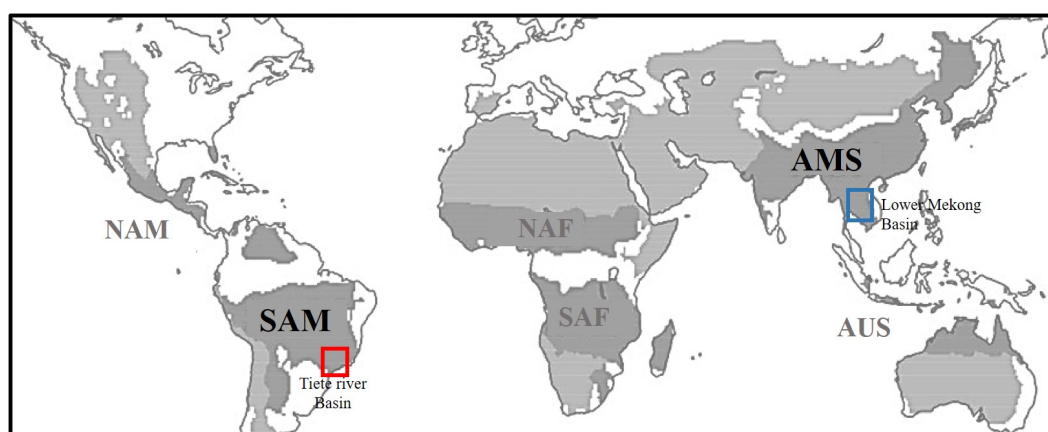 AMS
Lower Mekong
Basin
NAM
NAF
SAM
SAF
AUS
Tiete river
Basin